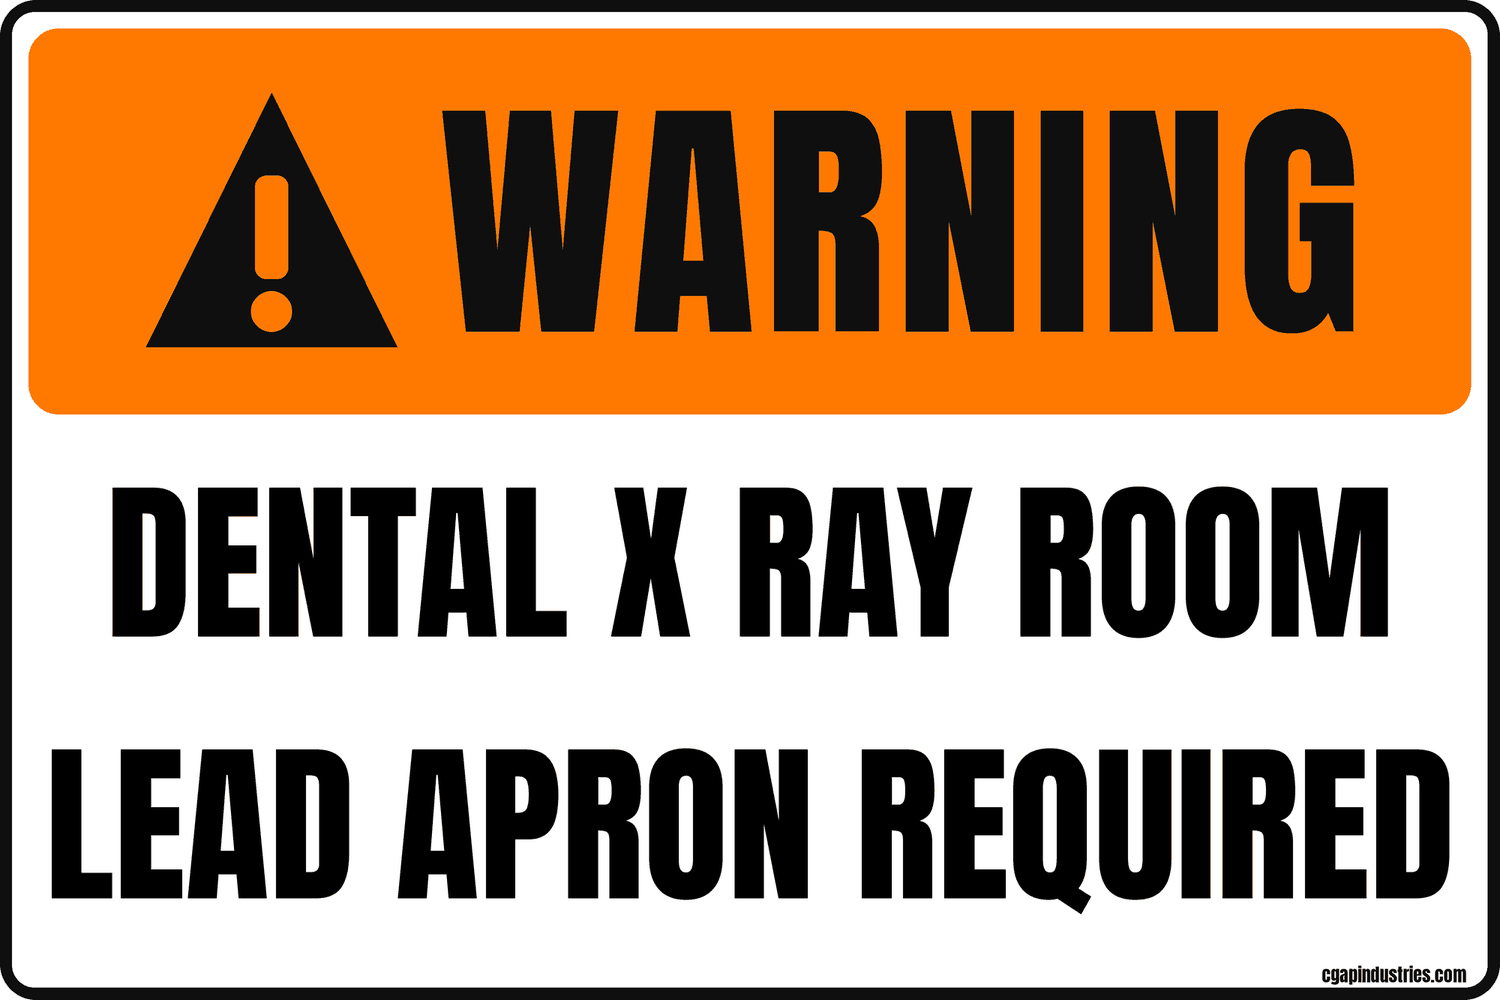 WARNING
DENTAL X RAY ROOM
LEAD APRON REQUIRED
cgapindustries.com